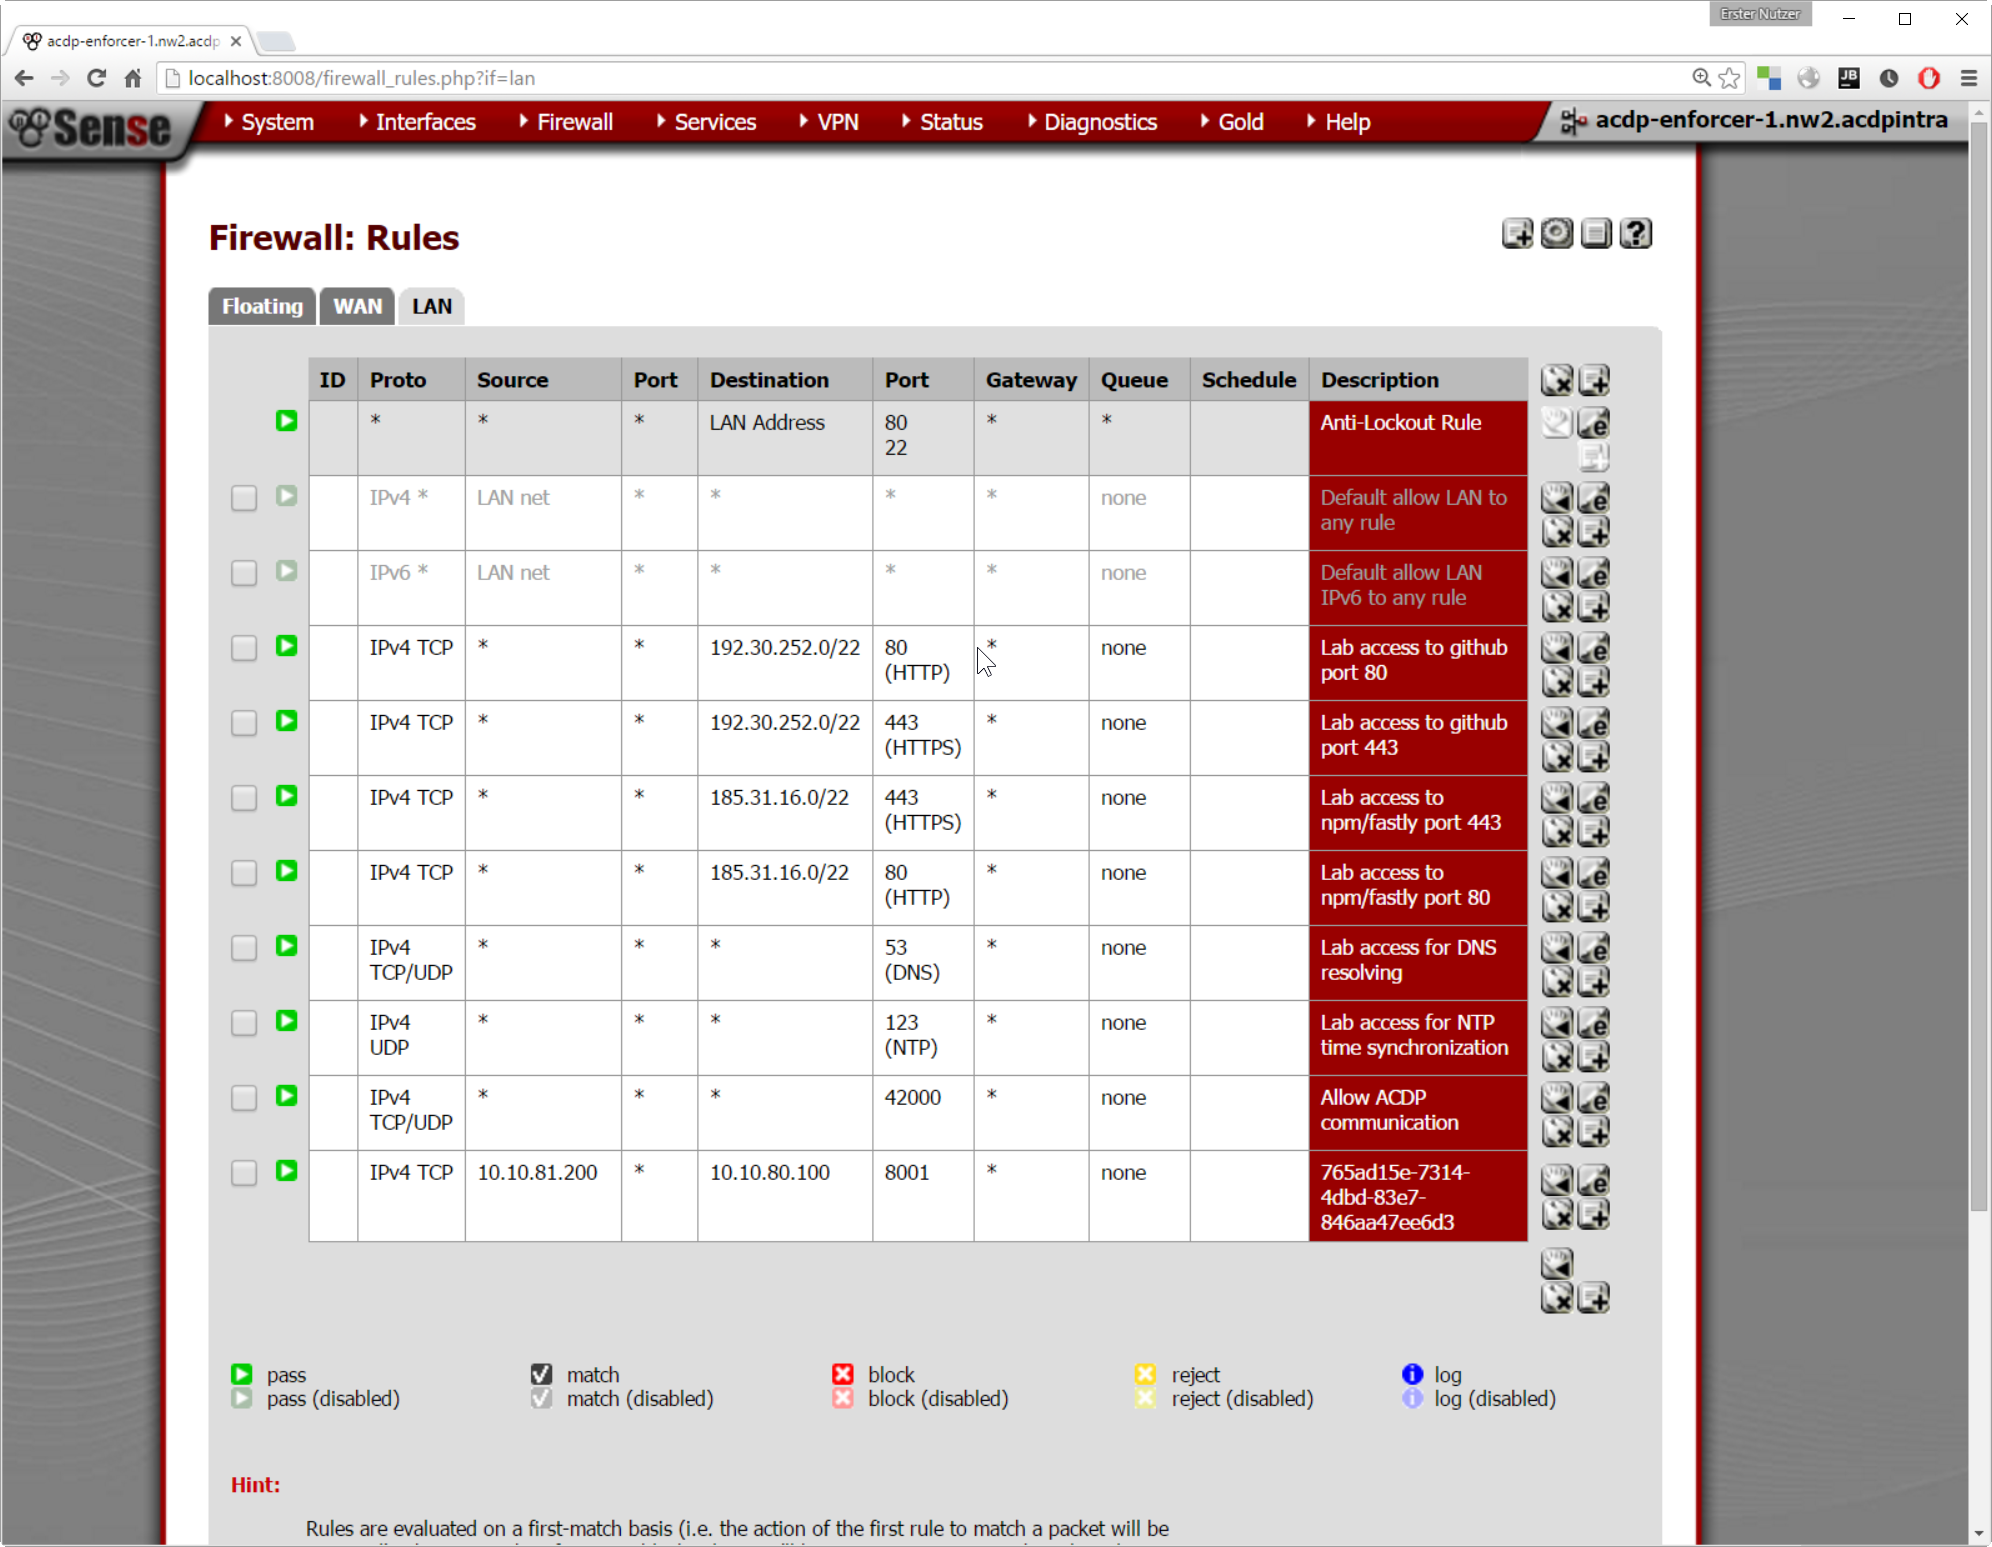 Erster Nutzer
acdp-enforcer-1.nw2.acdp
localhost:8008/firewall_rules.php?if=lan
JB
Sense System Interfaces Firewall Services VPN Status Diagnostics Gold Help acdp-enforcer-1.nw2.acdpintra
Firewall: Rules
Floating WAN LAN
ID Proto Source Port Destination Port Gateway Queue Schedule Description
* * * LAN Address 80 * * Anti-Lockout Rule
22
IPv4 * LAN net * * * * none Default allow LAN to
any rule
IPv6 * LAN net * * * * none Default allow LAN
IPv6 to any rule
IPv4 TCP * * 192.30.252.0/22 80 * none Lab access to github
(HTTP) port 80
IPv4 TCP * * 192.30.252.0/22 443 * none Lab access to github
(HTTPS) port 443
IPv4 TCP * * 185.31.16.0/22 443 * none Lab access to
(HTTPS) npm/fastly port 443
IPv4 TCP * * 185.31.16.0/22 80 * none Lab access to
(HTTP) npm/fastly port 80
IPv4 * * * 53 * none Lab access for DNS
TCP/UDP (DNS) resolving
IPv4 * * * 123 * none Lab access for NTP
UDP (NTP) time synchronization
IPv4 * * * 42000 * none Allow ACDP
TCP/UDP communication
IPv4 TCP 10.10.81.200 * 10.10.80.100 8001 * none 765ad15e-7314-
4dbd-83e7-
846aa47ee6d3
pass match block reject log
pass (disabled) match (disabled) block (disabled) reject (disabled) log (disabled)
Hint:
Rules are evaluated on a first-match basis (i.e. the action of the first rule to match a packet will be